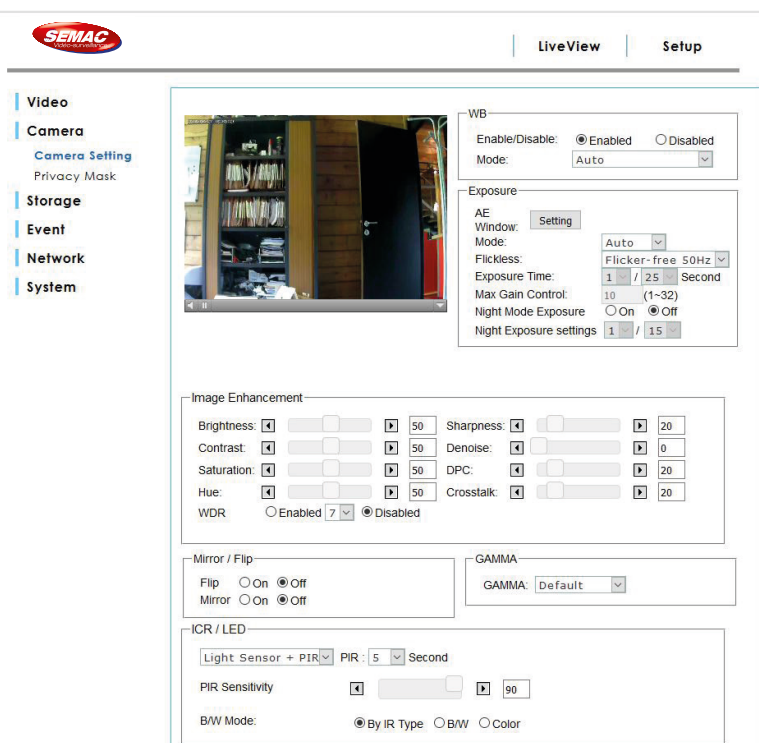 SEMAC
Vidéo-surveillance
LiveView
Setup
Video
Camera
Camera Setting
Privacy Mask
Storage
Event
Network
System
WB
Enable/Disable: Enabled Disabled
Mode: Auto
Exposure
AE
Window: Setting
Mode: Auto
Flickless: Flicker-free 50Hz
Exposure Time: 1 / 25 Second
Max Gain Control: 10 (1~32)
Night Mode Exposure On Off
Night Exposure settings 1 / 15
Image Enhancement
Brightness: 50 Sharpness: 20
Contrast: 50 Denoise: 0
Saturation: 50 DPC: 20
Hue: 50 Crosstalk: 20
WDR Enabled 7 Disabled
Mirror / Flip
Flip On Off
Mirror On Off
GAMMA
GAMMA: Default
ICR / LED
Light Sensor + PIR PIR : 5 Second
PIR Sensitivity 90
B/W Mode: By IR Type B/W Color